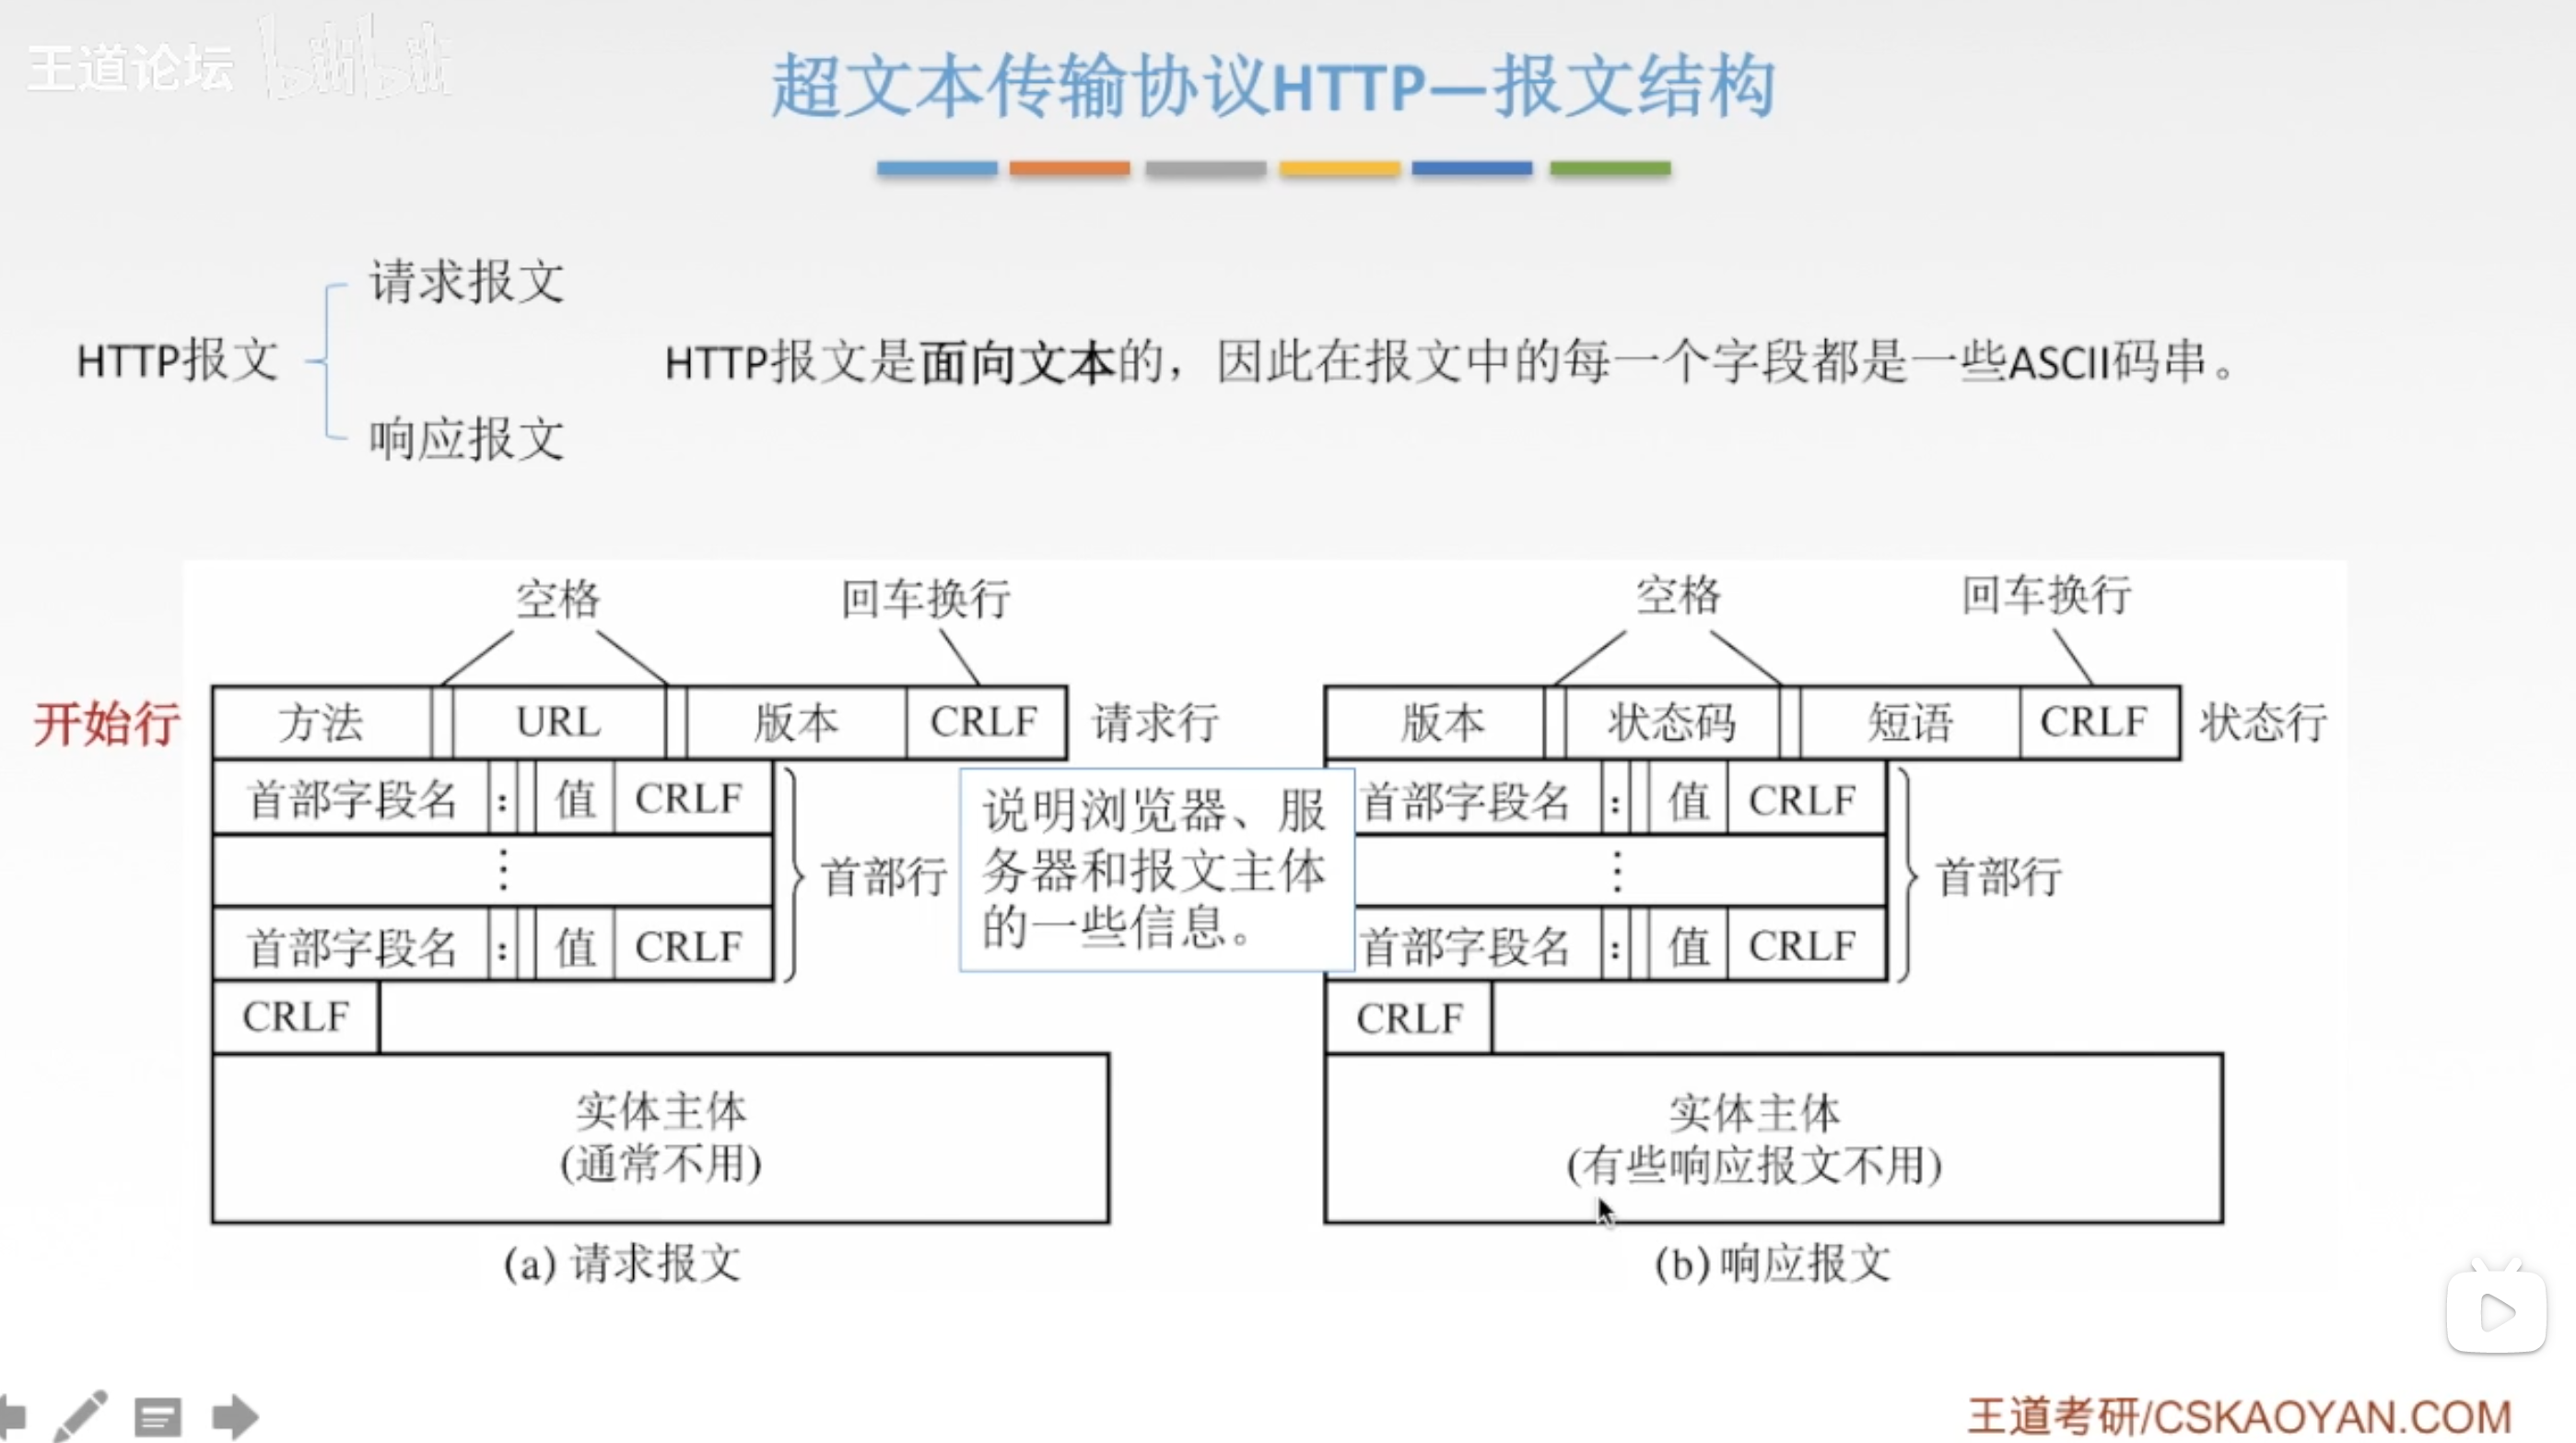 王道论坛 bilibili
超文本传输协议HTTP—报文结构
请求报文
HTTP报文
HTTP报文是面向文本的，因此在报文中的每一个字段都是一些ASCII码串。
响应报文
空格
回车换行
开始行
方法 URL 版本 CRLF 请求行
首部字段名 : 值 CRLF
⋮
首部行
首部字段名 : 值 CRLF
CRLF
实体主体
(通常不用)
(a) 请求报文
说明浏览器、服
务器和报文主体
的一些信息。
空格
回车换行
版本 状态码 短语 CRLF 状态行
首部字段名 : 值 CRLF
⋮
首部行
首部字段名 : 值 CRLF
CRLF
实体主体
(有些响应报文不用)
(b) 响应报文
王道考研/CSKAOYAN.COM